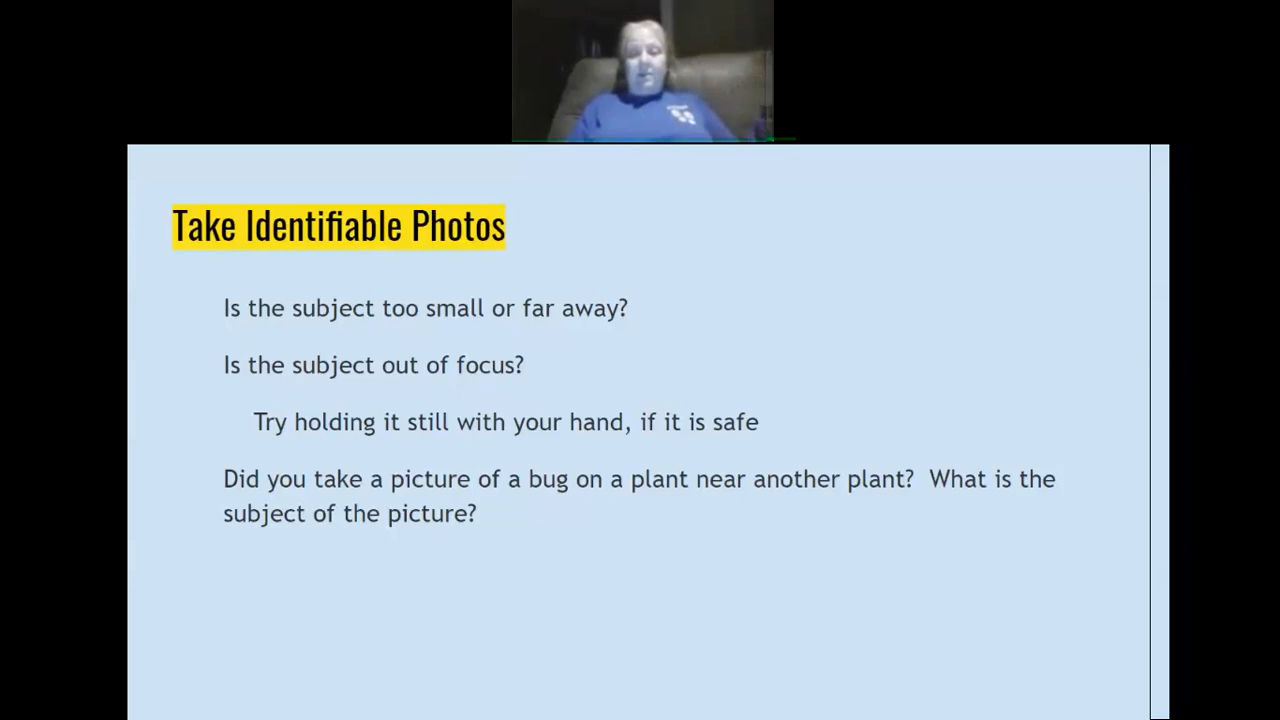 Take Identifiable Photos
Is the subject too small or far away?
Is the subject out of focus?
Try holding it still with your hand, if it is safe
Did you take a picture of a bug on a plant near another plant?  What is the
subject of the picture?